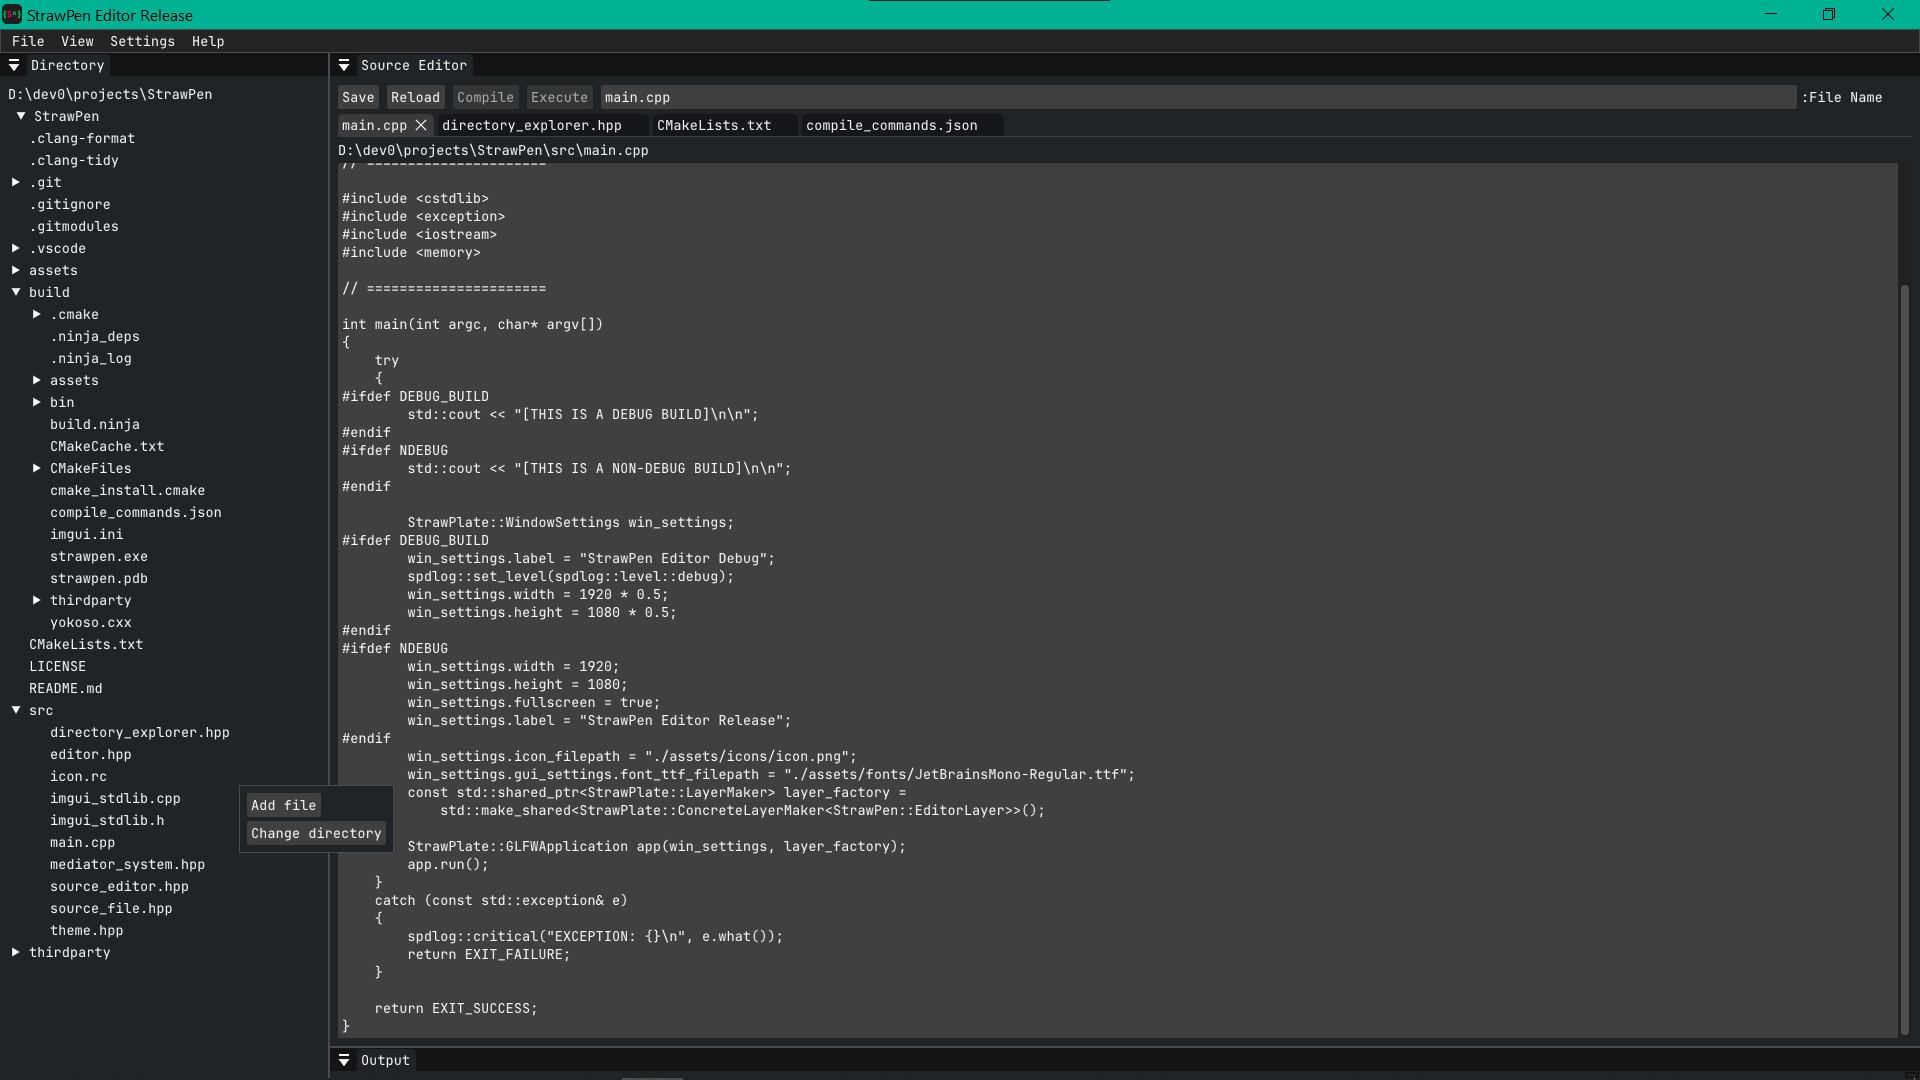 StrawPen Editor Release
File View Settings Help
Directory
D:\dev0\projects\StrawPen
StrawPen
.clang-format
.clang-tidy
.git
.gitignore
.gitmodules
.vscode
assets
build
.cmake
.ninja_deps
.ninja_log
assets
bin
build.ninja
CMakeCache.txt
CMakeFiles
cmake_install.cmake
compile_commands.json
imgui.ini
strawpen.exe
strawpen.pdb
thirdparty
yokoso.cxx
CMakeLists.txt
LICENSE
README.md
src
directory_explorer.hpp
editor.hpp
icon.rc
imgui_stdlib.cpp
imgui_stdlib.h
main.cpp
mediator_system.hpp
source_editor.hpp
source_file.hpp
theme.hpp
thirdparty
Add file
Change directory
Source Editor
Save Reload Compile Execute main.cpp :File Name
main.cpp directory_explorer.hpp CMakeLists.txt compile_commands.json
D:\dev0\projects\StrawPen\src\main.cpp
// ======================
#include <cstdlib>
#include <exception>
#include <iostream>
#include <memory>
// ======================
int main(int argc, char* argv[])
{
    try
    {
#ifdef DEBUG_BUILD
        std::cout << "[THIS IS A DEBUG BUILD]\n\n";
#endif
#ifdef NDEBUG
        std::cout << "[THIS IS A NON-DEBUG BUILD]\n\n";
#endif
        StrawPlate::WindowSettings win_settings;
#ifdef DEBUG_BUILD
        win_settings.label = "StrawPen Editor Debug";
        spdlog::set_level(spdlog::level::debug);
        win_settings.width = 1920 * 0.5;
        win_settings.height = 1080 * 0.5;
#endif
#ifdef NDEBUG
        win_settings.width = 1920;
        win_settings.height = 1080;
        win_settings.fullscreen = true;
        win_settings.label = "StrawPen Editor Release";
#endif
        win_settings.icon_filepath = "./assets/icons/icon.png";
        win_settings.gui_settings.font_ttf_filepath = "./assets/fonts/JetBrainsMono-Regular.ttf";
        const std::shared_ptr<StrawPlate::LayerMaker> layer_factory =
            std::make_shared<StrawPlate::ConcreteLayerMaker<StrawPen::EditorLayer>>();
        StrawPlate::GLFWApplication app(win_settings, layer_factory);
        app.run();
    }
    catch (const std::exception& e)
    {
        spdlog::critical("EXCEPTION: {}\n", e.what());
        return EXIT_FAILURE;
    }
    return EXIT_SUCCESS;
}
Output